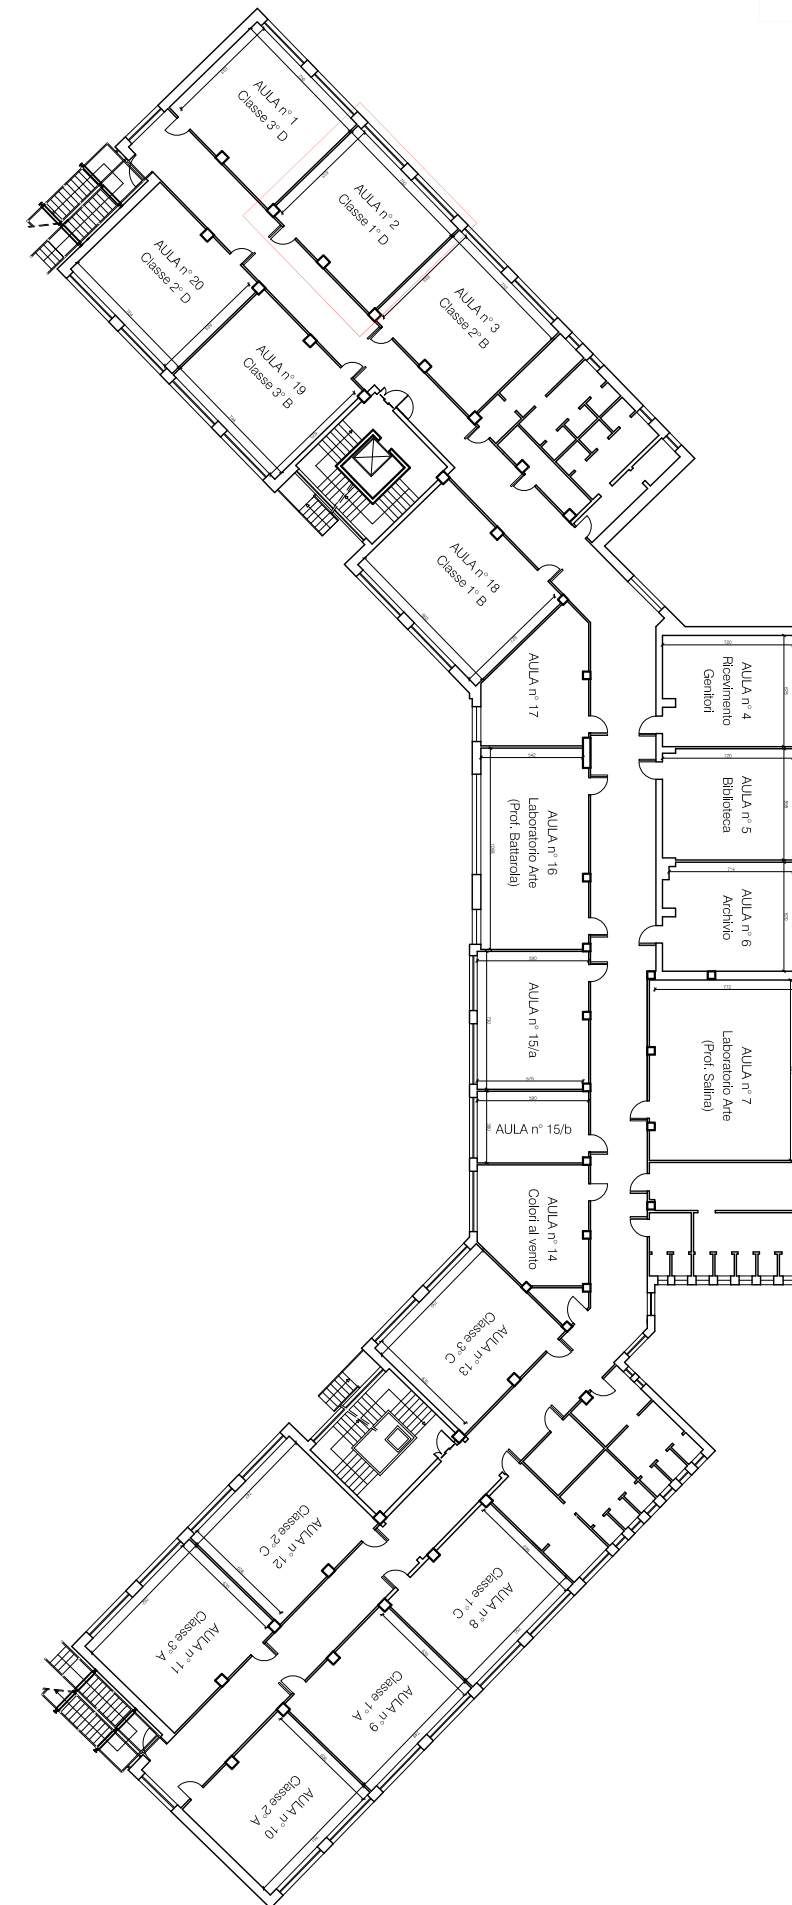 AULA n° 1
Classe 3° D
AULA n° 2
Classe 1° D
AULA n° 20
Classe 2° D
AULA n° 3
Classe 2° B
AULA n° 19
Classe 3° B
AULA n° 18
Classe 1° B
AULA n° 17
AULA n° 4
Ricevimento
Genitori
AULA n° 5
Biblioteca
AULA n° 16
Laboratorio Arte
(Prof. Battarola)
AULA n° 6
Archivio
AULA n° 15/a
AULA n° 7
Laboratorio Arte
(Prof. Salina)
AULA n° 15/b
AULA n° 14
Colori al vento
AULA n° 13
Classe 3° C
AULA n° 12
Classe 2° C
AULA n° 8
Classe 1° C
AULA n° 11
Classe 3° A
AULA n° 9
Classe 1° A
AULA n° 10
Classe 2° A